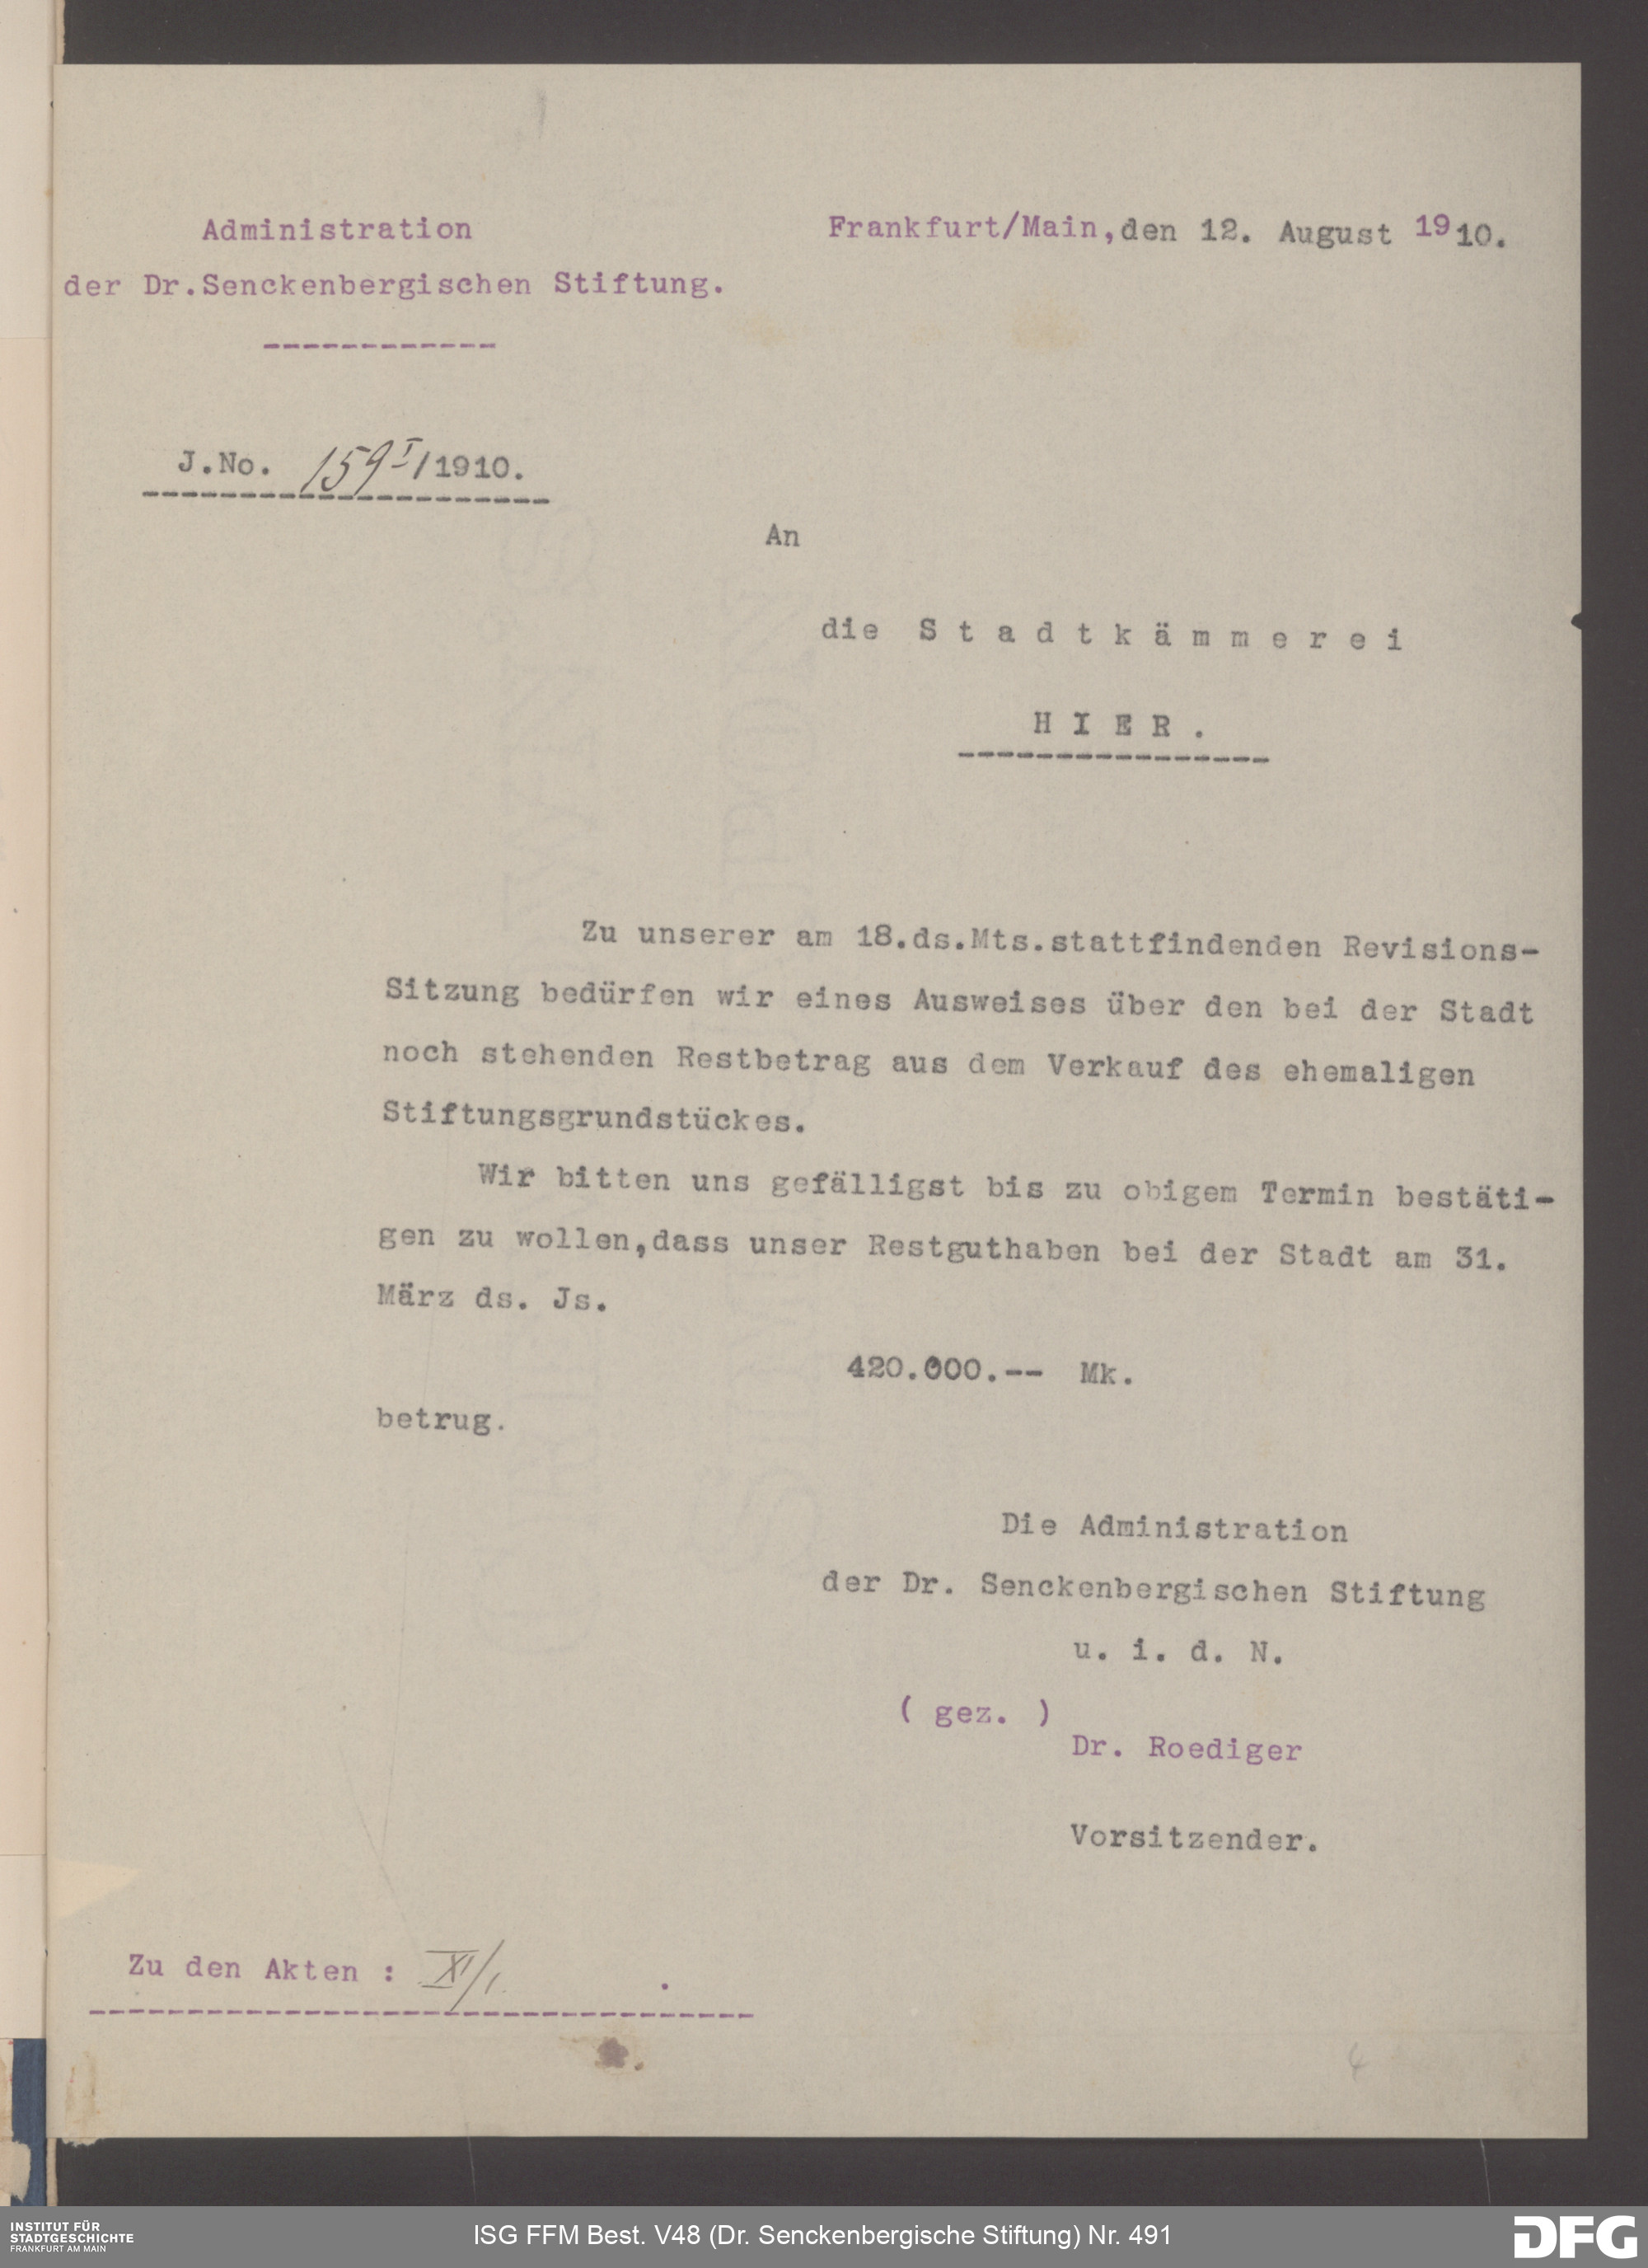 Administration
der Dr.Senckenbergischen Stiftung.
------------
Frankfurt/Main,den 12. August 1910.
J.No. 159 I/1910.
---------------------
An
die S t a d t k ä m m e r e i
H I E R .
----------------
Zu unserer am 18.ds.Mts.stattfindenden Revisions-
Sitzung bedürfen wir eines Ausweises über den bei der Stadt
noch stehenden Restbetrag aus dem Verkauf des ehemaligen
Stiftungsgrundstückes.
Wir bitten uns gefälligst bis zu obigem Termin bestäti-
gen zu wollen,dass unser Restguthaben bei der Stadt am 31.
März ds. Js.
420.000.-- Mk.
betrug.
Die Administration
der Dr. Senckenbergischen Stiftung
u. i. d. N.
( gez. )
Dr. Roediger
Vorsitzender.
Zu den Akten : XI/1. .
----------------------------------
4
INSTITUT FÜR
STADTGESCHICHTE
FRANKFURT AM MAIN
ISG FFM Best. V48 (Dr. Senckenbergische Stiftung) Nr. 491
DFG